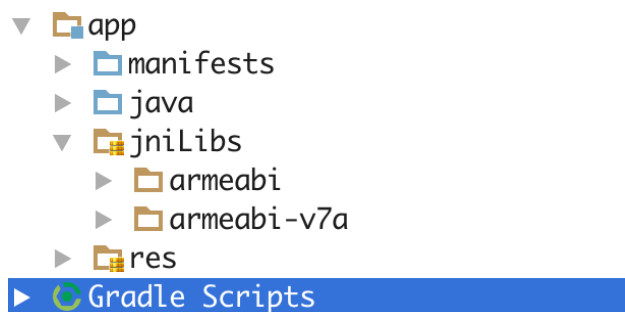 app
manifests
java
jniLibs
armeabi
armeabi-v7a
res
Gradle Scripts